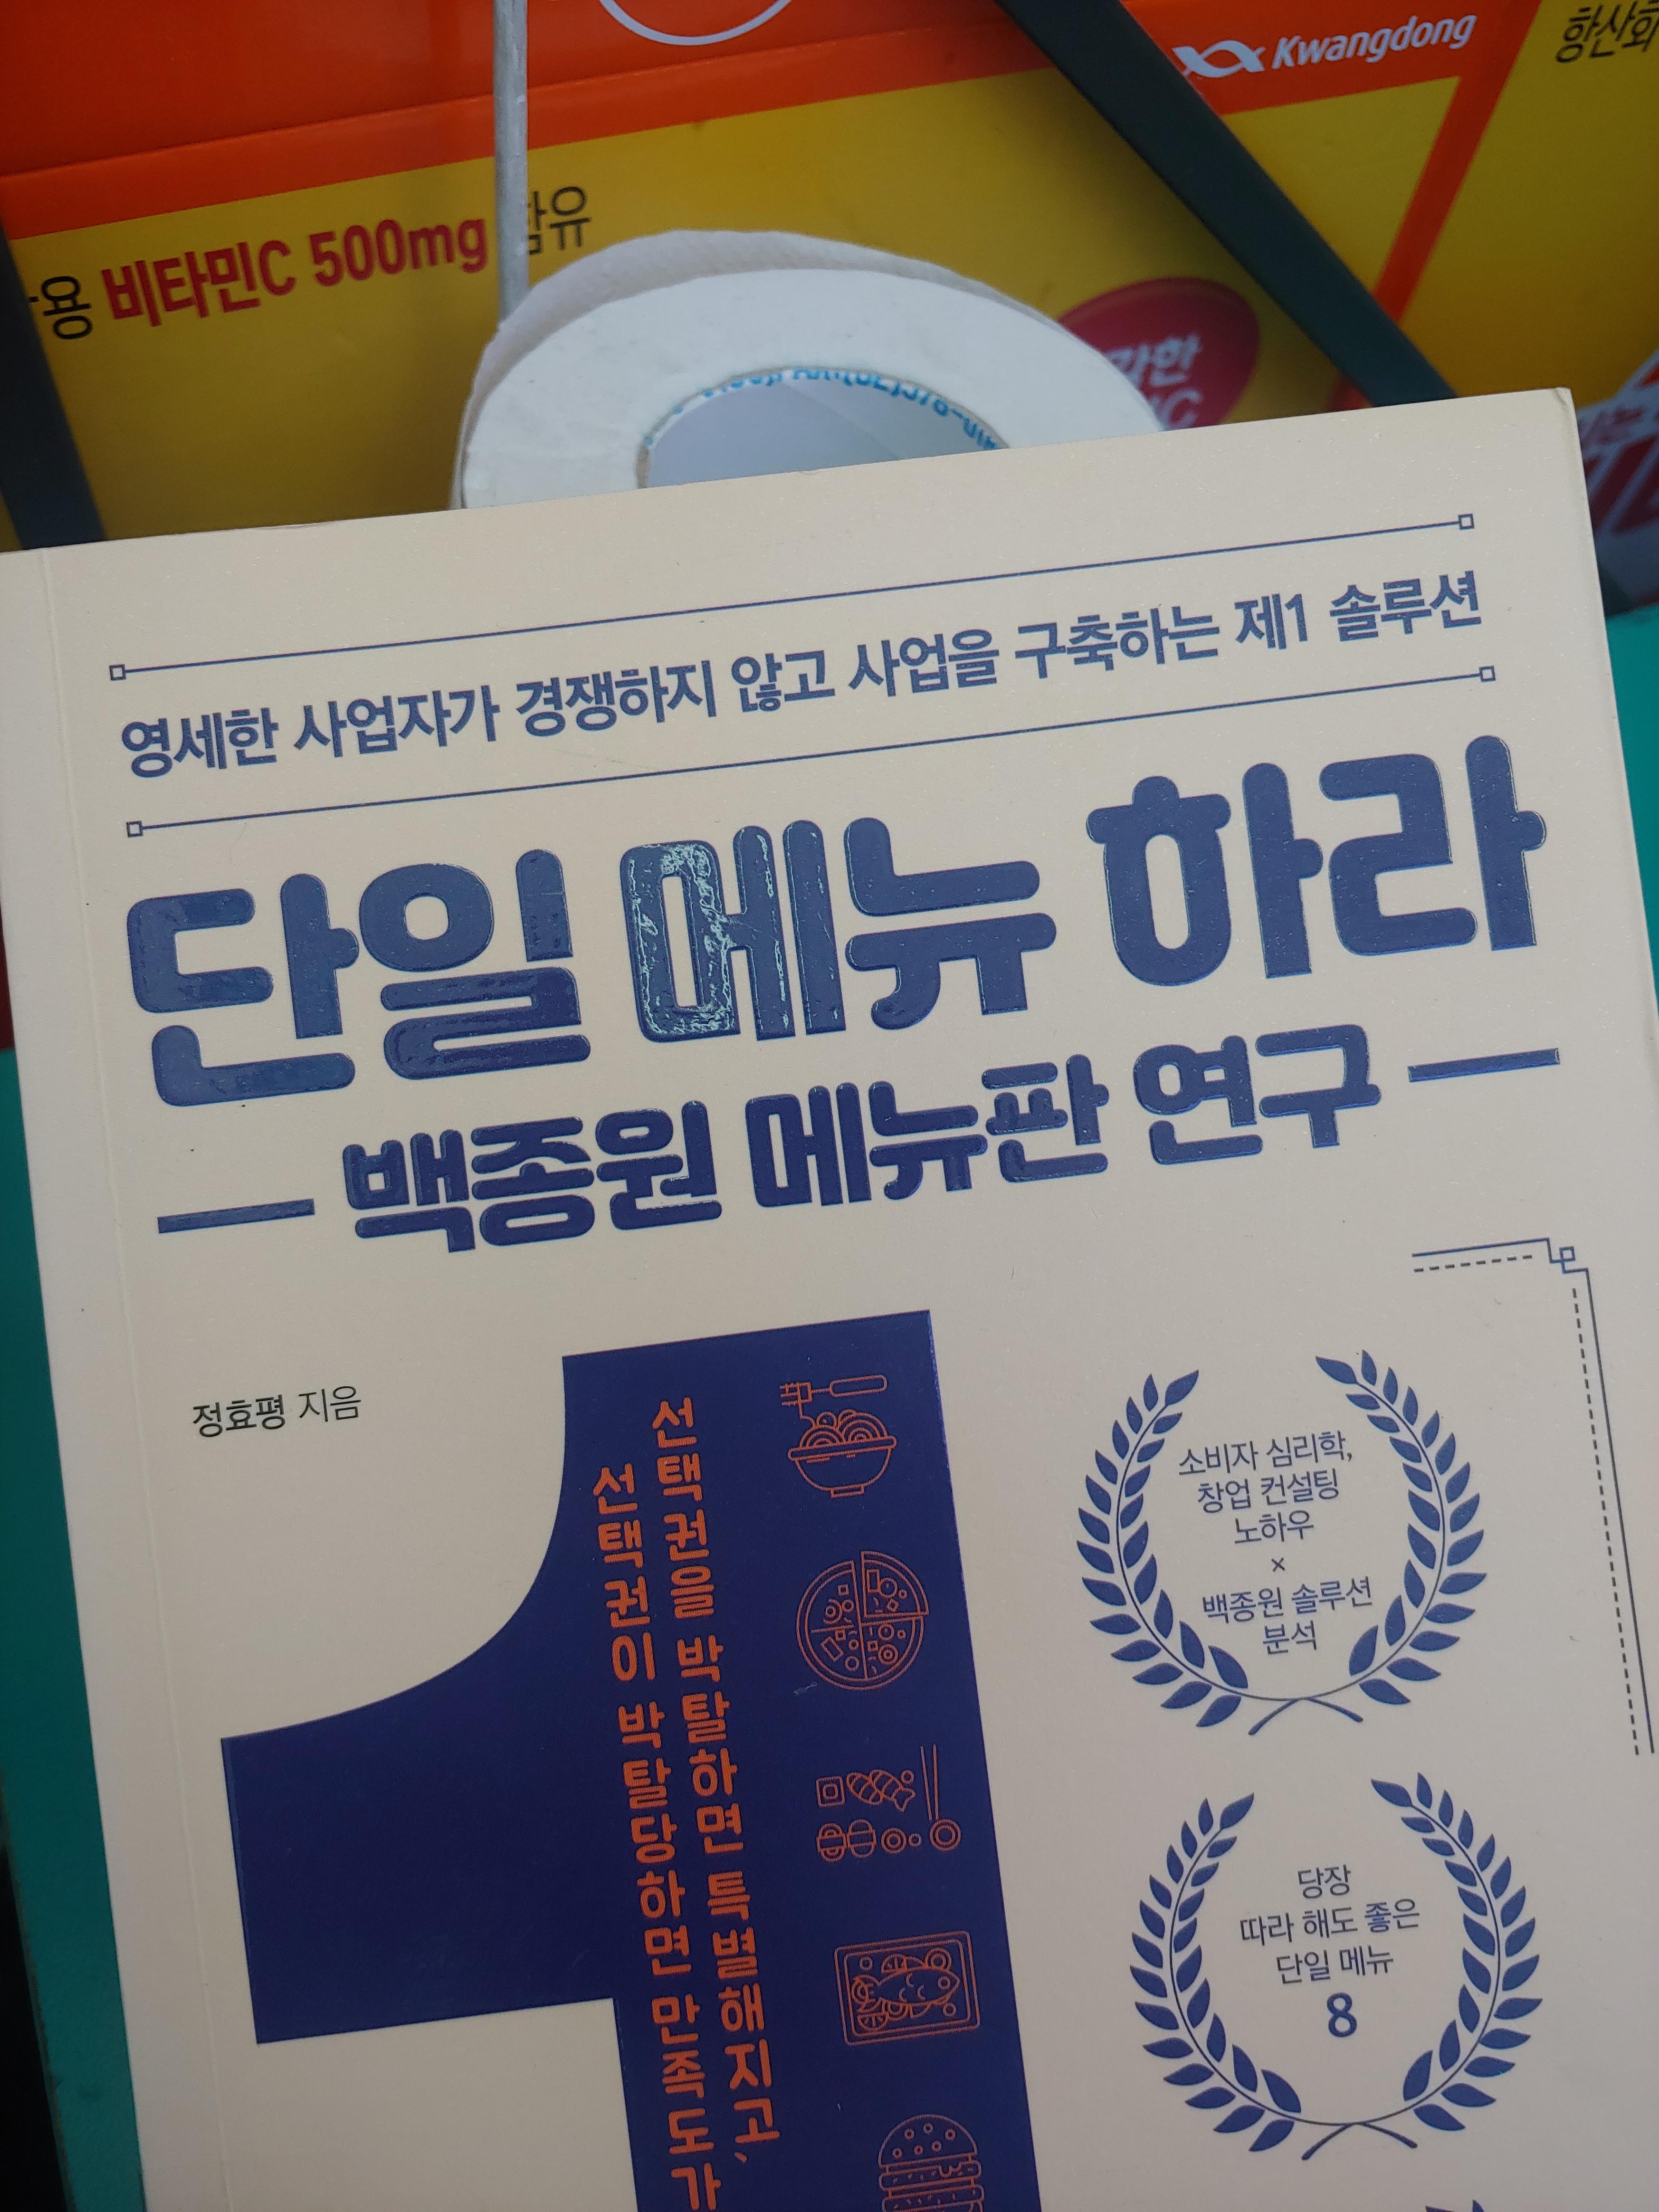 Kwangdong
항산화
비타민C 500mg 함유
영세한 사업자가 경쟁하지 않고 사업을 구축하는 제1 솔루션
단일 메뉴 하라
백종원 메뉴판 연구
정효평 지음
선택권을 박탈하면 특별해지고,
선택권이 박탈당하면 만족도가
소비자 심리학,
창업 컨설팅
노하우
×
백종원 솔루션
분석
당장
따라 해도 좋은
단일 메뉴
8